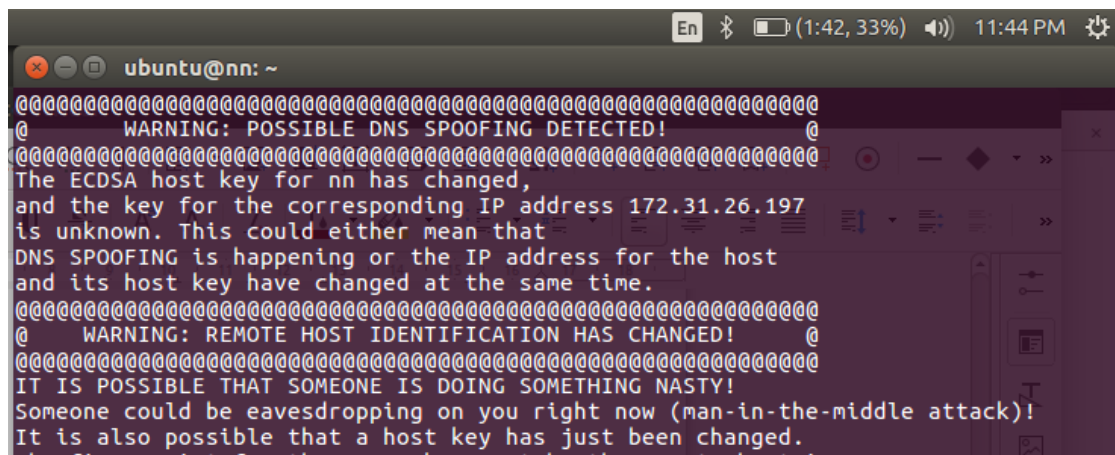 En (1:42, 33%) 11:44 PM
ubuntu@nn: ~
@@@@@@@@@@@@@@@@@@@@@@@@@@@@@@@@@@@@@@@@@@@@@@@@@@@@@@@@@@@
@       WARNING: POSSIBLE DNS SPOOFING DETECTED!          @
@@@@@@@@@@@@@@@@@@@@@@@@@@@@@@@@@@@@@@@@@@@@@@@@@@@@@@@@@@@
The ECDSA host key for nn has changed,
and the key for the corresponding IP address 172.31.26.197
is unknown. This could either mean that
DNS SPOOFING is happening or the IP address for the host
and its host key have changed at the same time.
@@@@@@@@@@@@@@@@@@@@@@@@@@@@@@@@@@@@@@@@@@@@@@@@@@@@@@@@@@@
@    WARNING: REMOTE HOST IDENTIFICATION HAS CHANGED!     @
@@@@@@@@@@@@@@@@@@@@@@@@@@@@@@@@@@@@@@@@@@@@@@@@@@@@@@@@@@@
IT IS POSSIBLE THAT SOMEONE IS DOING SOMETHING NASTY!
Someone could be eavesdropping on you right now (man-in-the-middle attack)!
It is also possible that a host key has just been changed.